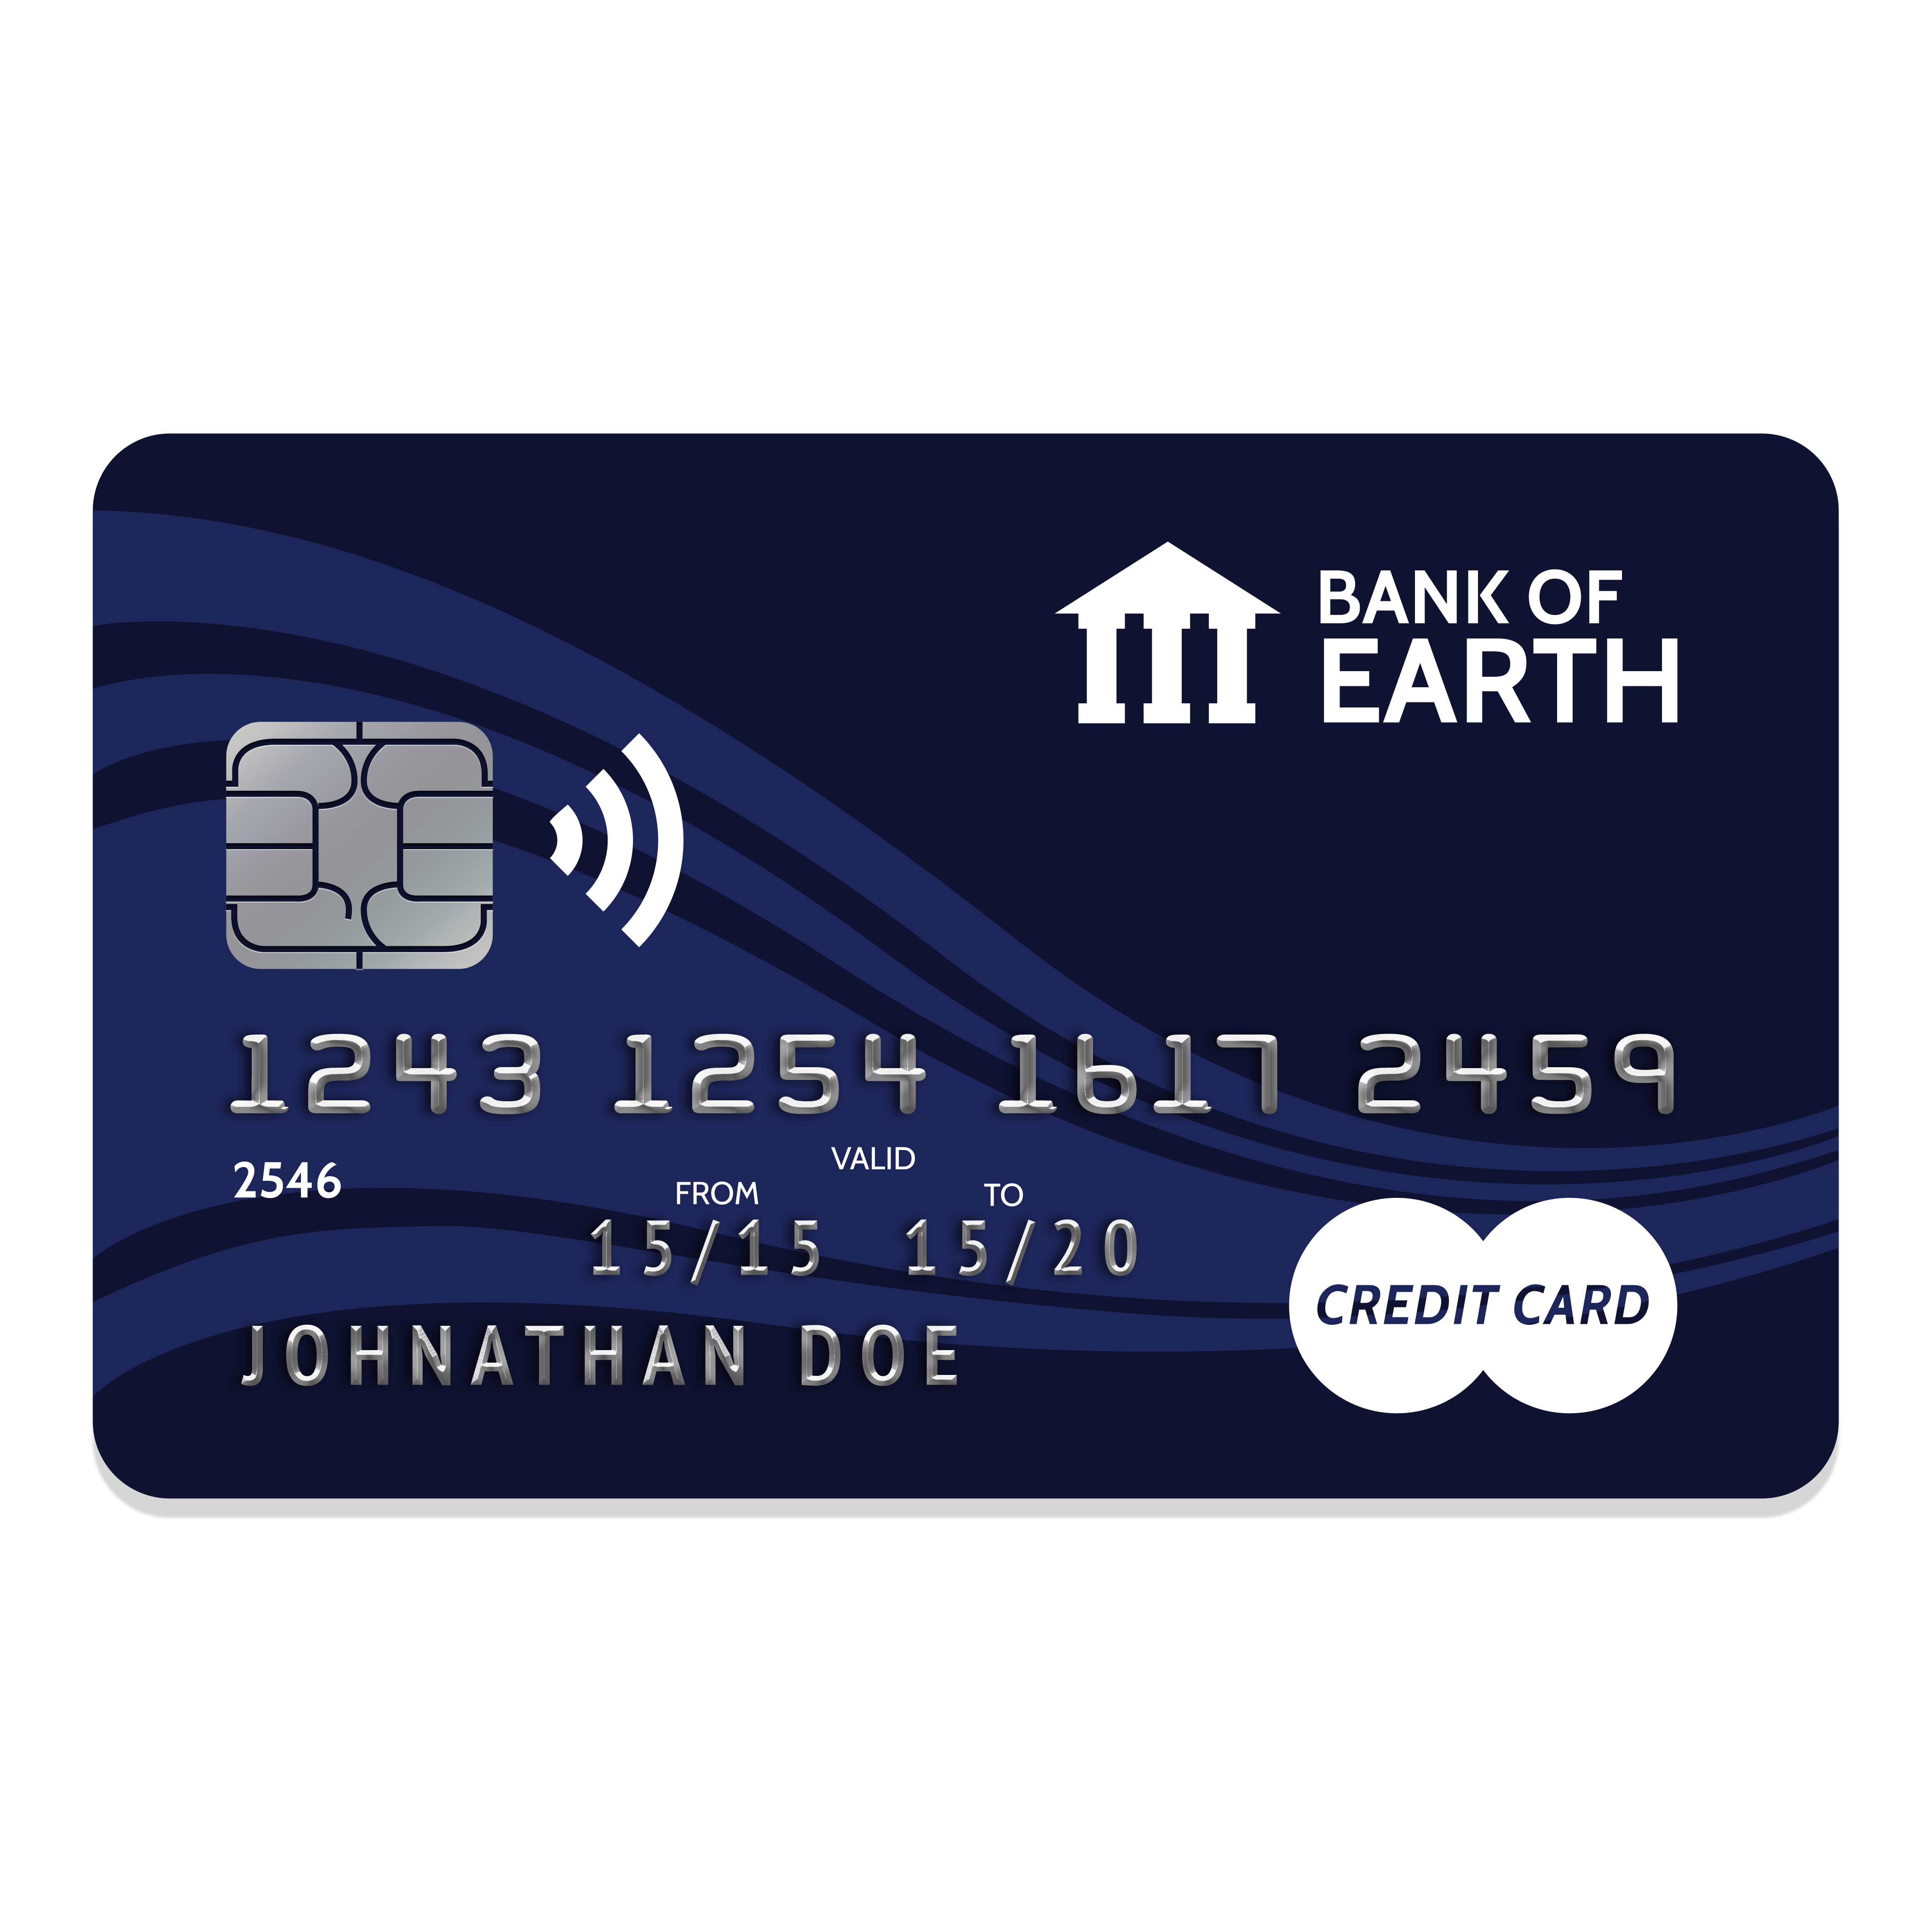 BANK OF
EARTH
1243 1254 1617 2459
2546
VALID
FROM TO
15/15 15/20
JOHNATHAN DOE
CREDIT CARD